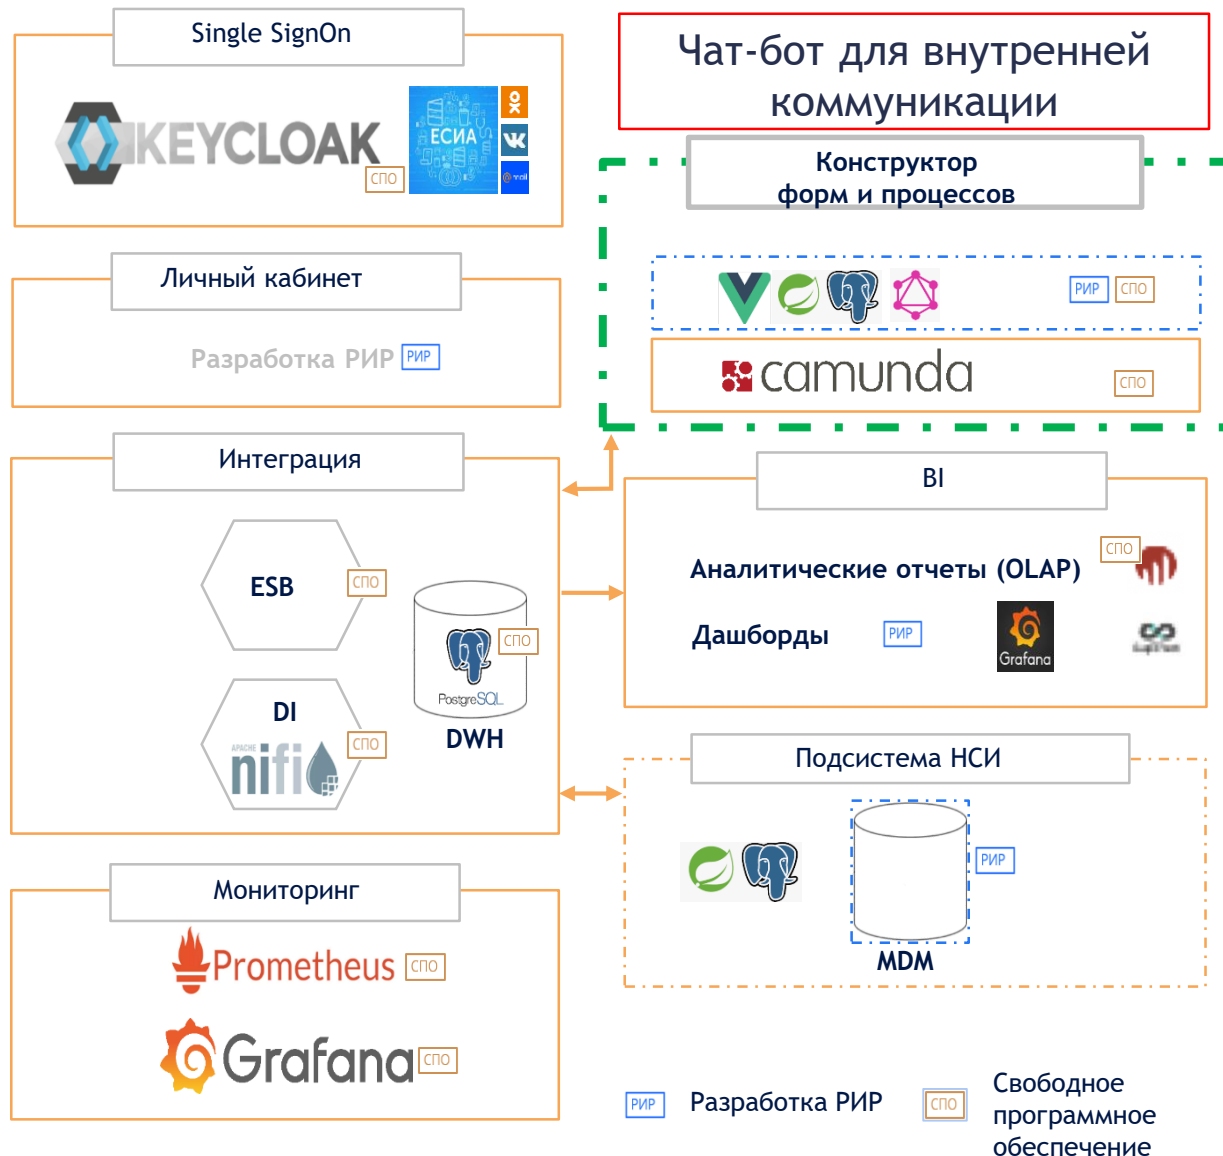 Single SignOn
KEYCLOAK
СПО
ЕСИА
@mail
Личный кабинет
Разработка РИР
РИР
Интеграция
ESB
СПО
DI
APACHE
nifi
СПО
СПО
PostgreSQL
DWH
Мониторинг
Prometheus
СПО
Grafana
СПО
Чат-бот для внутренней
коммуникации
Конструктор
форм и процессов
РИР
СПО
camunda
СПО
BI
СПО
Аналитические отчеты (OLAP)
Дашборды
РИР
Grafana
Подсистема НСИ
РИР
MDM
РИР
Разработка РИР
СПО
Свободное
программное
обеспечение